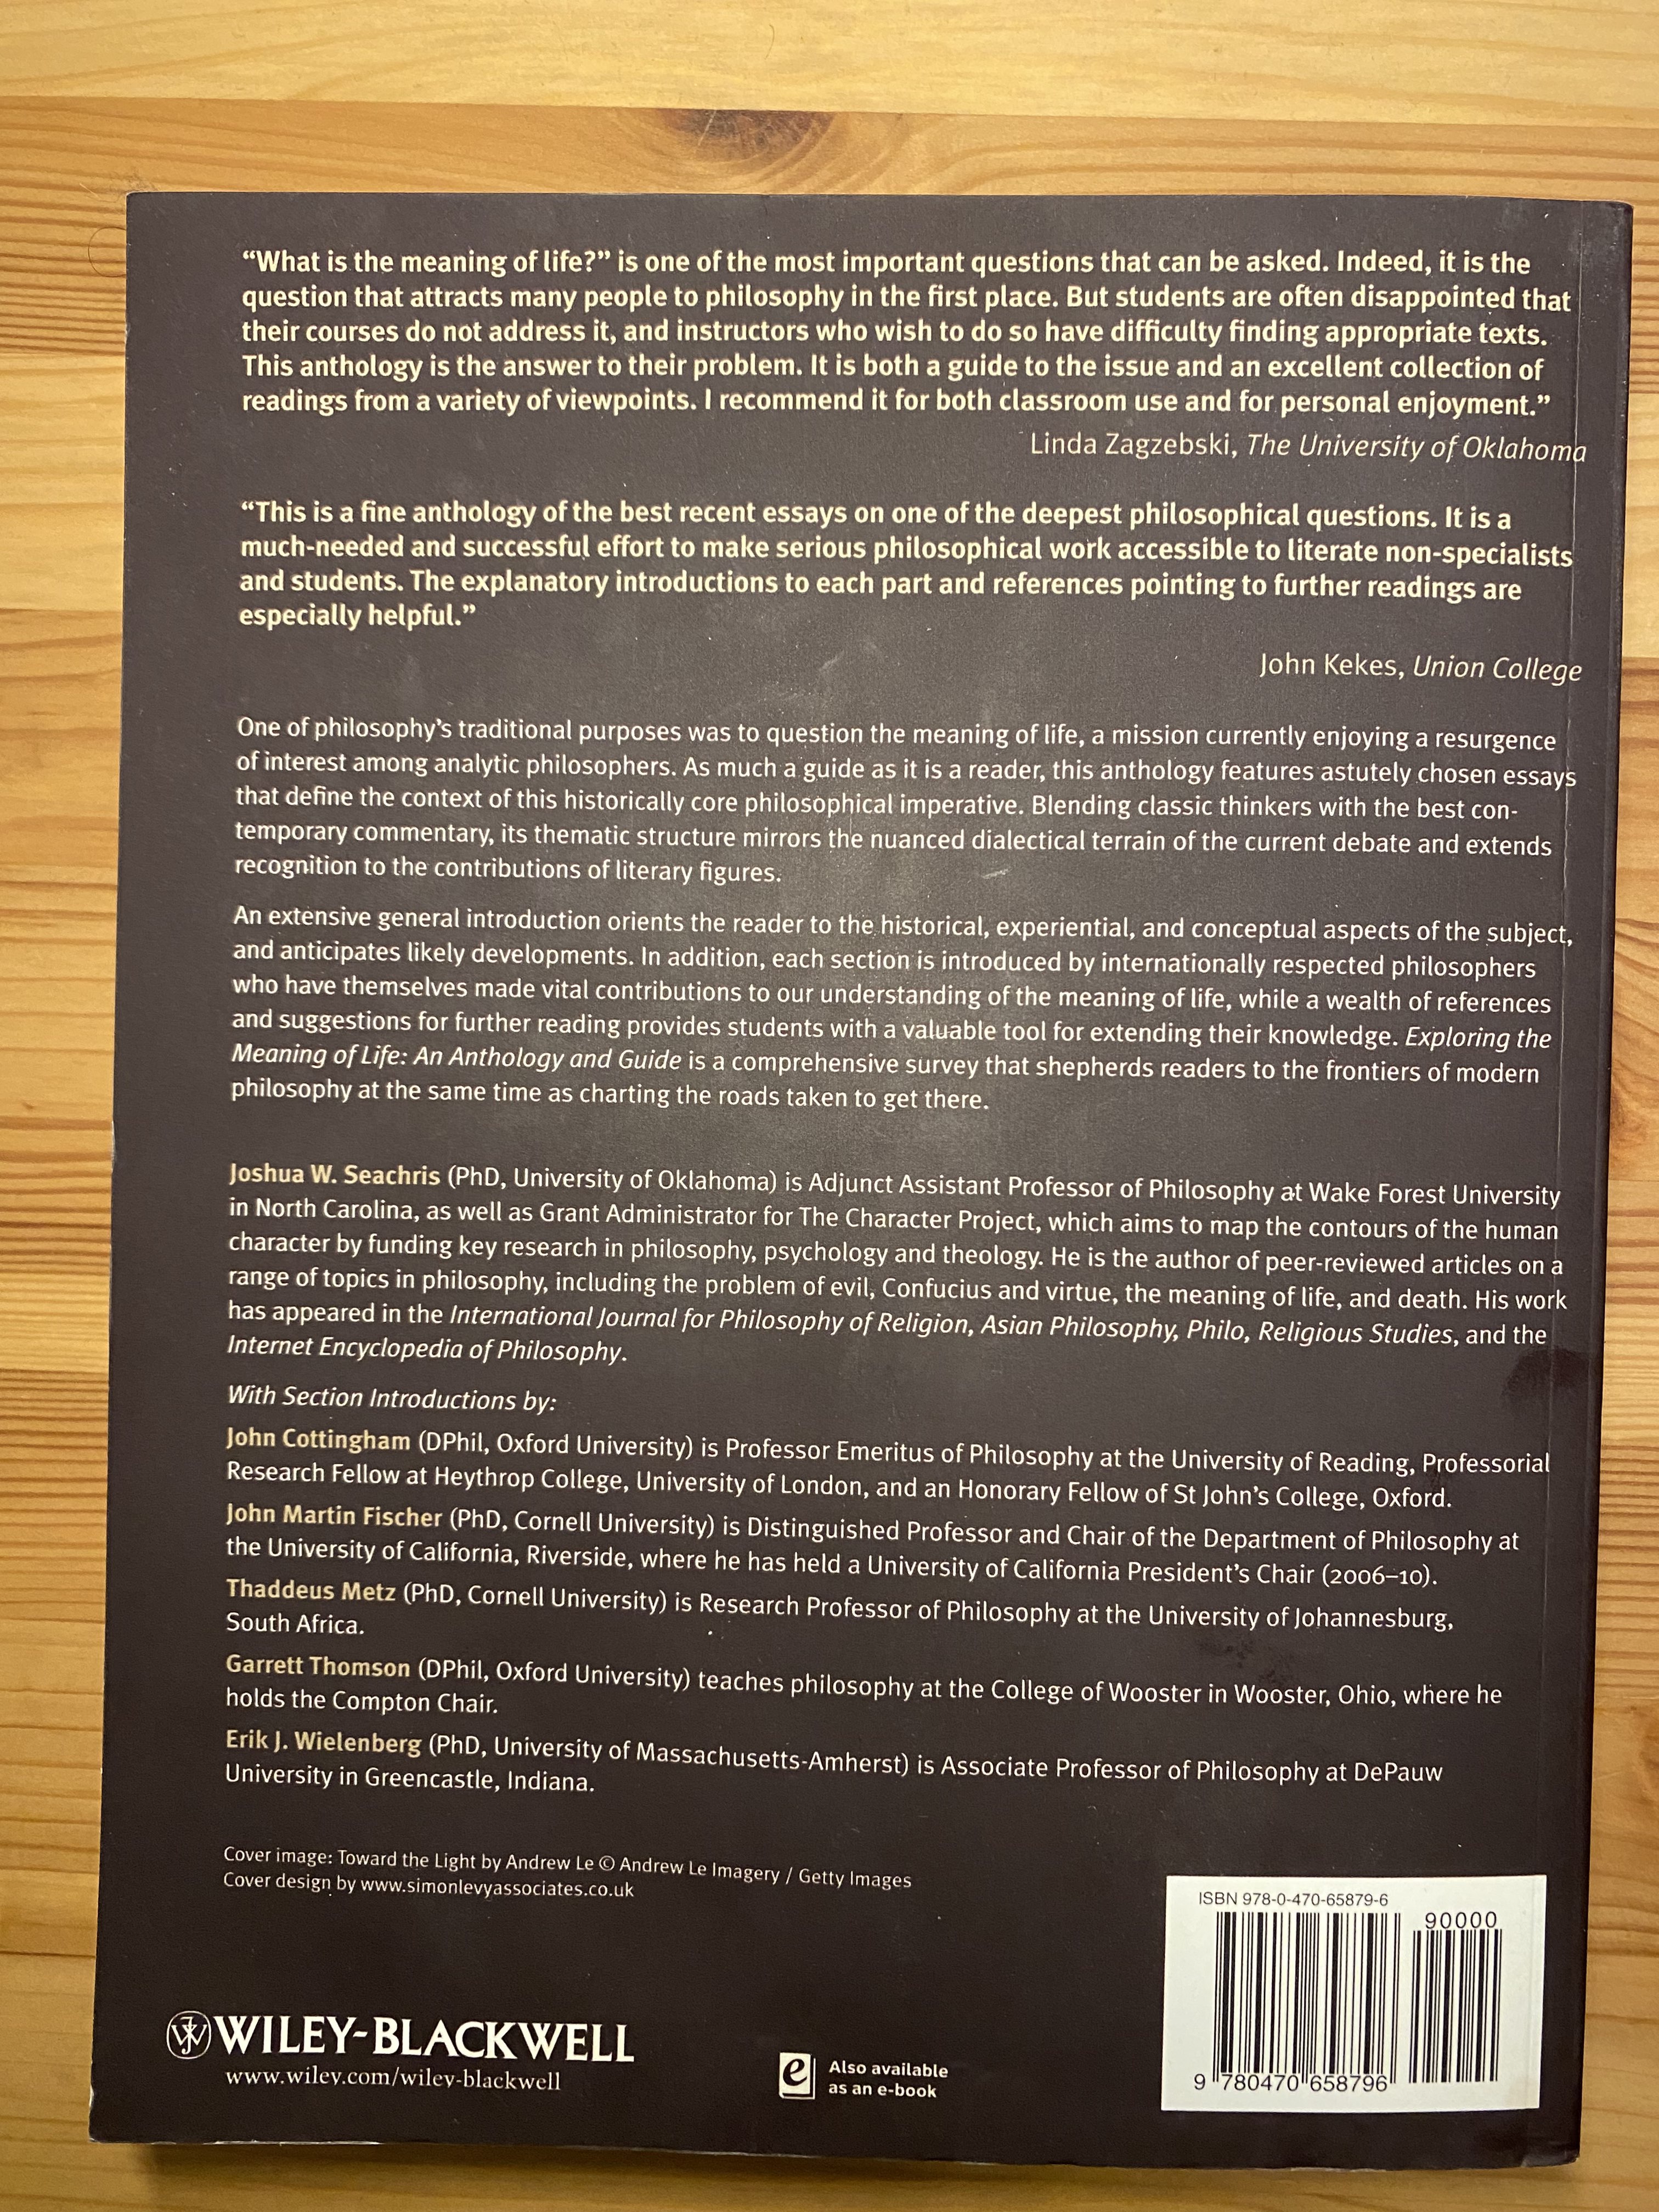 “What is the meaning of life?” is one of the most important questions that can be asked. Indeed, it is the
question that attracts many people to philosophy in the first place. But students are often disappointed that
their courses do not address it, and instructors who wish to do so have difficulty finding appropriate texts.
This anthology is the answer to their problem. It is both a guide to the issue and an excellent collection of
readings from a variety of viewpoints. I recommend it for both classroom use and for personal enjoyment.”
Linda Zagzebski, The University of Oklahoma
“This is a fine anthology of the best recent essays on one of the deepest philosophical questions. It is a
much-needed and successful effort to make serious philosophical work accessible to literate non-specialists
and students. The explanatory introductions to each part and references pointing to further readings are
especially helpful.”
John Kekes, Union College
One of philosophy’s traditional purposes was to question the meaning of life, a mission currently enjoying a resurgence
of interest among analytic philosophers. As much a guide as it is a reader, this anthology features astutely chosen essays
that define the context of this historically core philosophical imperative. Blending classic thinkers with the best con-
temporary commentary, its thematic structure mirrors the nuanced dialectical terrain of the current debate and extends
recognition to the contributions of literary figures.
An extensive general introduction orients the reader to the historical, experiential, and conceptual aspects of the subject,
and anticipates likely developments. In addition, each section is introduced by internationally respected philosophers
who have themselves made vital contributions to our understanding of the meaning of life, while a wealth of references
and suggestions for further reading provides students with a valuable tool for extending their knowledge. Exploring the
Meaning of Life: An Anthology and Guide is a comprehensive survey that shepherds readers to the frontiers of modern
philosophy at the same time as charting the roads taken to get there.
Joshua W. Seachris (PhD, University of Oklahoma) is Adjunct Assistant Professor of Philosophy at Wake Forest University
in North Carolina, as well as Grant Administrator for The Character Project, which aims to map the contours of the human
character by funding key research in philosophy, psychology and theology. He is the author of peer-reviewed articles on a
range of topics in philosophy, including the problem of evil, Confucius and virtue, the meaning of life, and death. His work
has appeared in the International Journal for Philosophy of Religion, Asian Philosophy, Philo, Religious Studies, and the
Internet Encyclopedia of Philosophy.
With Section Introductions by:
John Cottingham (DPhil, Oxford University) is Professor Emeritus of Philosophy at the University of Reading, Professorial
Research Fellow at Heythrop College, University of London, and an Honorary Fellow of St John’s College, Oxford.
John Martin Fischer (PhD, Cornell University) is Distinguished Professor and Chair of the Department of Philosophy at
the University of California, Riverside, where he has held a University of California President’s Chair (2006–10).
Thaddeus Metz (PhD, Cornell University) is Research Professor of Philosophy at the University of Johannesburg,
South Africa.
Garrett Thomson (DPhil, Oxford University) teaches philosophy at the College of Wooster in Wooster, Ohio, where he
holds the Compton Chair.
Erik J. Wielenberg (PhD, University of Massachusetts-Amherst) is Associate Professor of Philosophy at DePauw
University in Greencastle, Indiana.
Cover image: Toward the Light by Andrew Le © Andrew Le Imagery / Getty Images
Cover design by www.simonlevyassociates.co.uk
ISBN 978-0-470-65879-6
90000
9 780470 658796
WILEY-BLACKWELL
www.wiley.com/wiley-blackwell
e
Also available
as an e-book